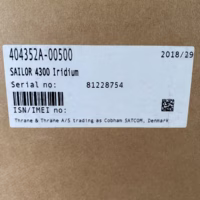 404352A-00500 2018/29
SAILOR 4300 Iridium
Serial no: 81228754
ISN/IMEI no:
Thrane & Thrane A/S trading as Cobham SATCOM, Denmark